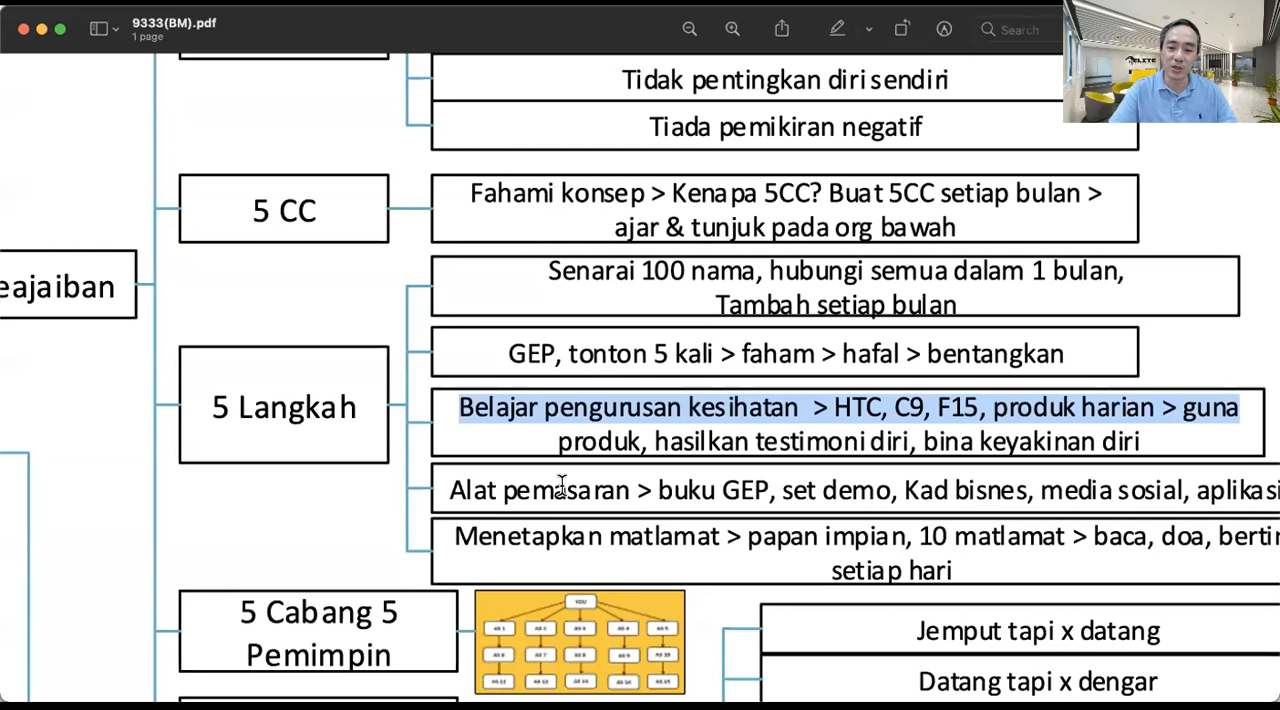 9333(BM).pdf
1 page
Search
ELITE
Tidak pentingkan diri sendiri
Tiada pemikiran negatif
5 CC
Fahami konsep > Kenapa 5CC? Buat 5CC setiap bulan >
ajar & tunjuk pada org bawah
eajaiban
5 Langkah
Senarai 100 nama, hubungi semua dalam 1 bulan,
Tambah setiap bulan
GEP, tonton 5 kali > faham > hafal > bentangkan
Belajar pengurusan kesihatan > HTC, C9, F15, produk harian > guna
produk, hasilkan testimoni diri, bina keyakinan diri
Alat pemasaran > buku GEP, set demo, Kad bisnes, media sosial, aplikasi
Menetapkan matlamat > papan impian, 10 matlamat > baca, doa, bertin
setiap hari
5 Cabang 5
Pemimpin
YOU
Jemput tapi x datang
Datang tapi x dengar